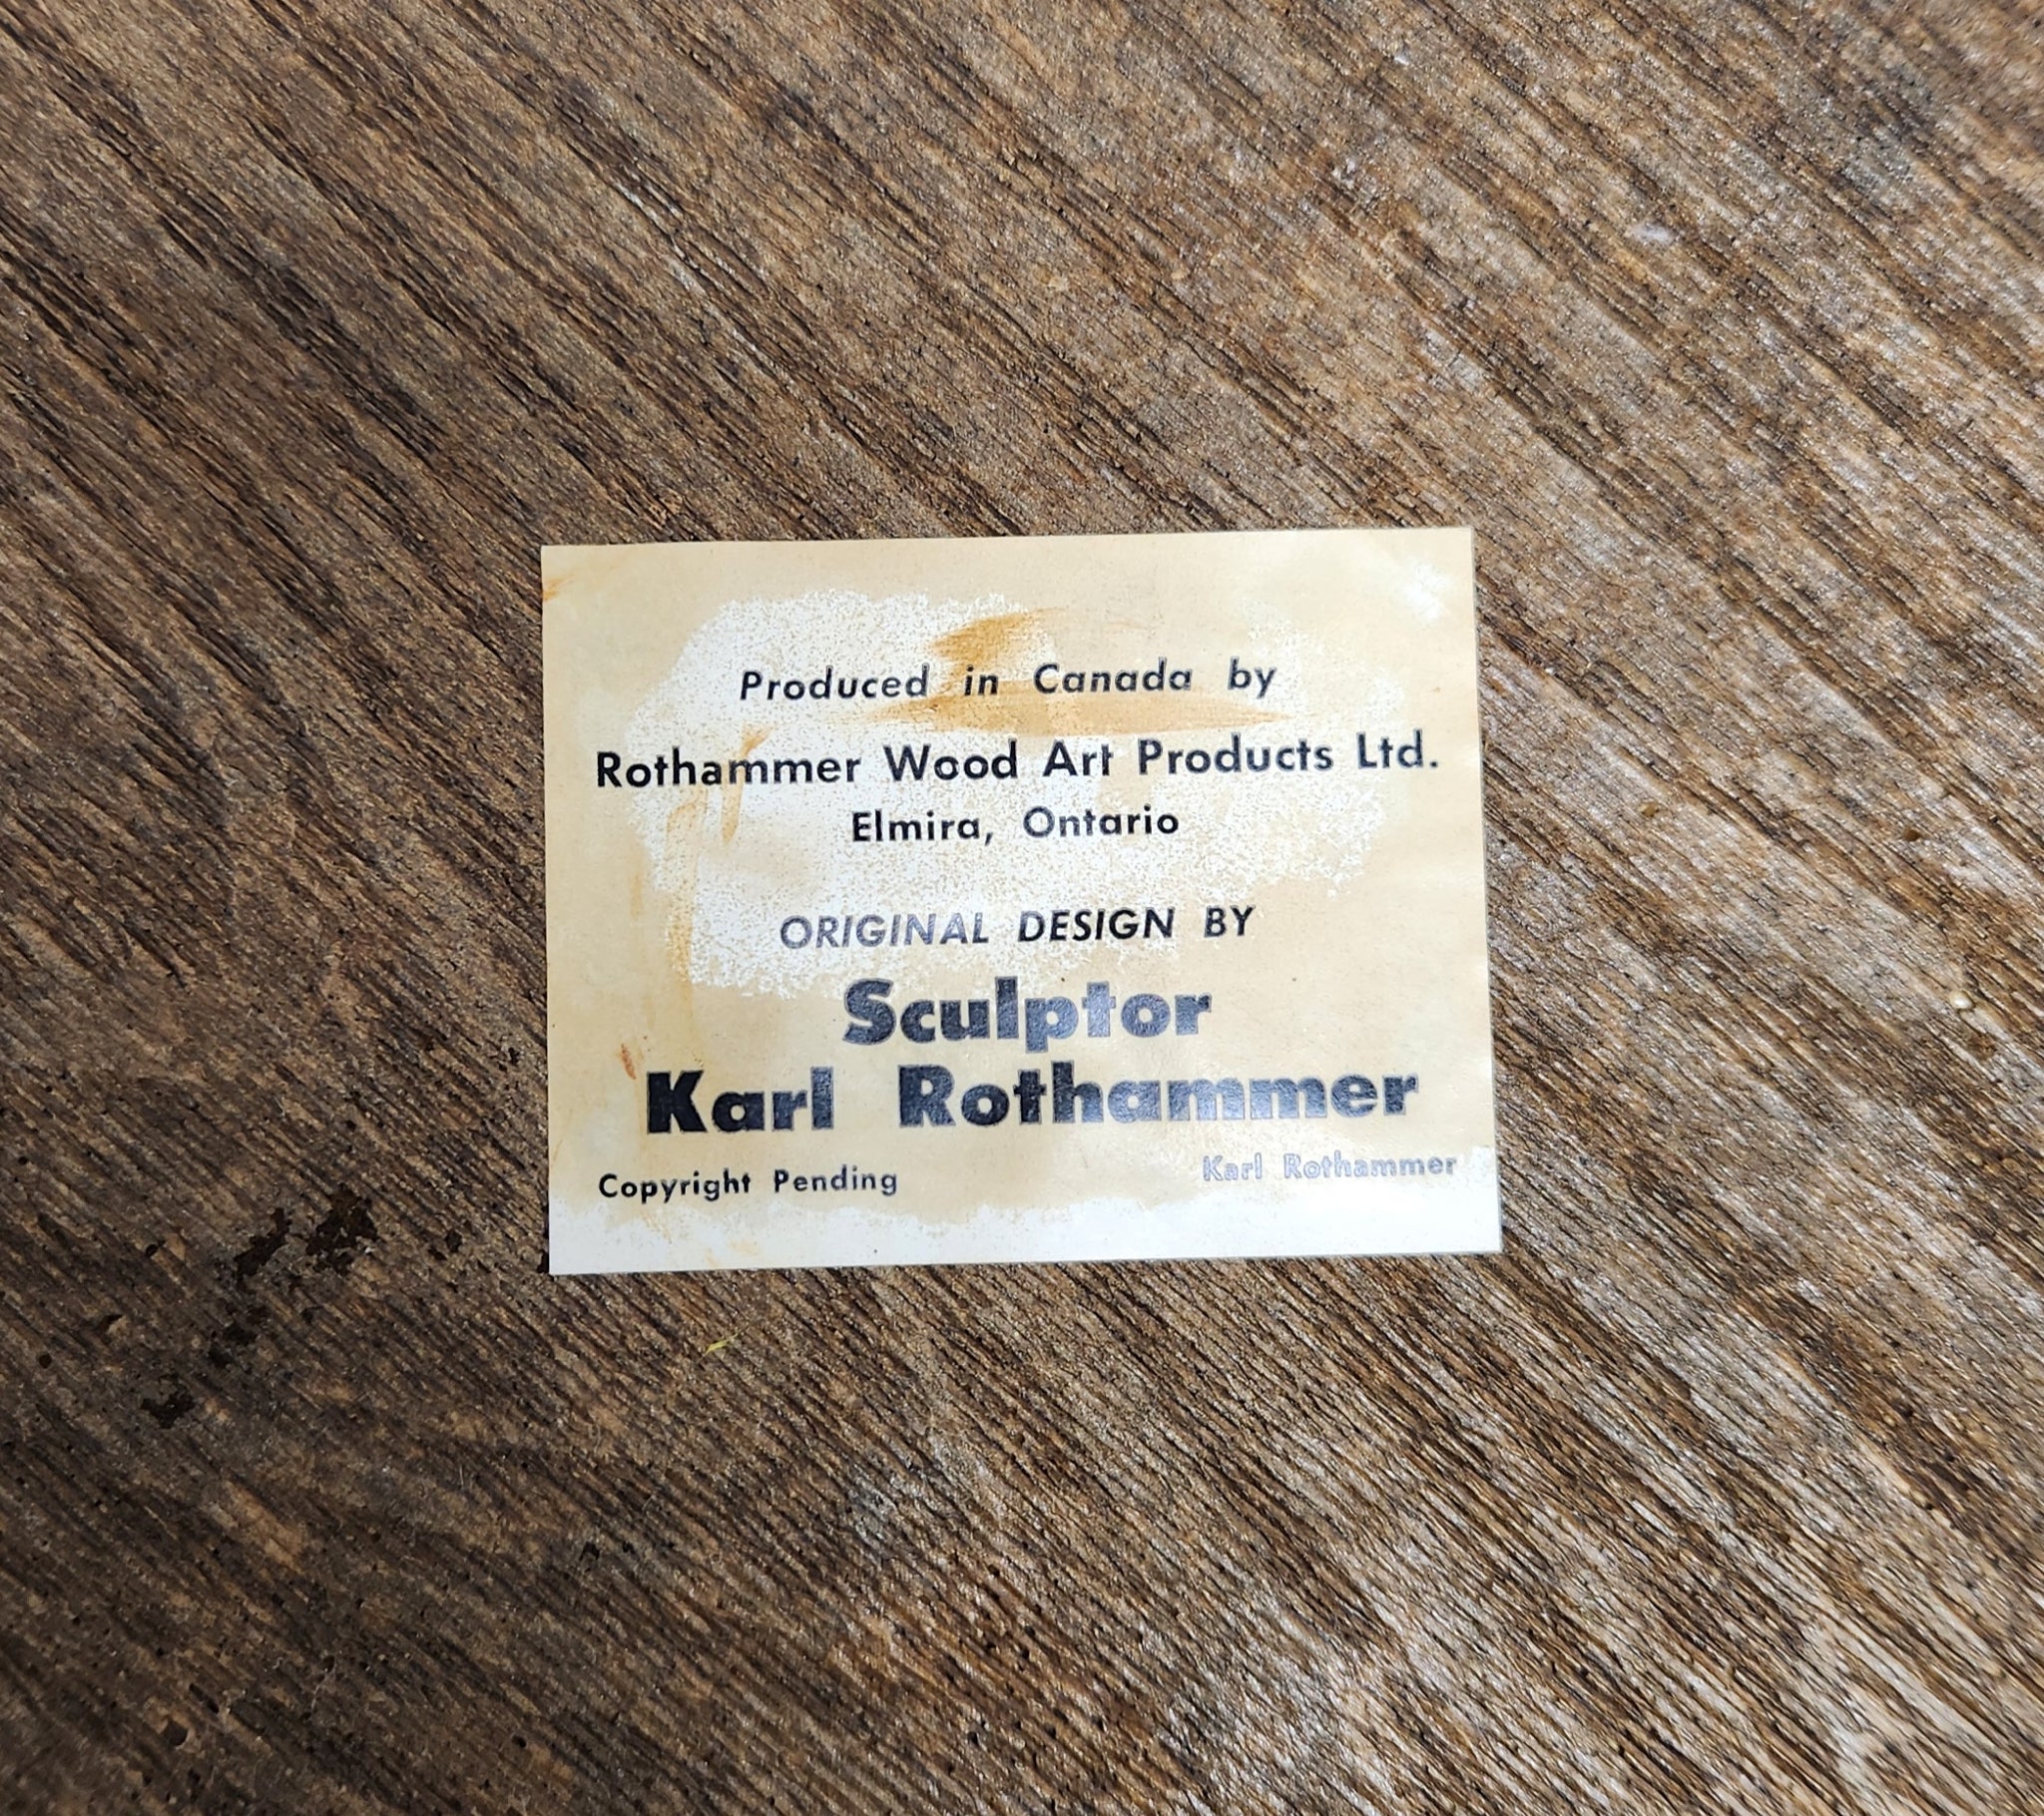 Produced in Canada by
Rothammer Wood Art Products Ltd.
Elmira, Ontario
ORIGINAL DESIGN BY
Sculptor
Karl Rothammer
Copyright Pending Karl Rothammer